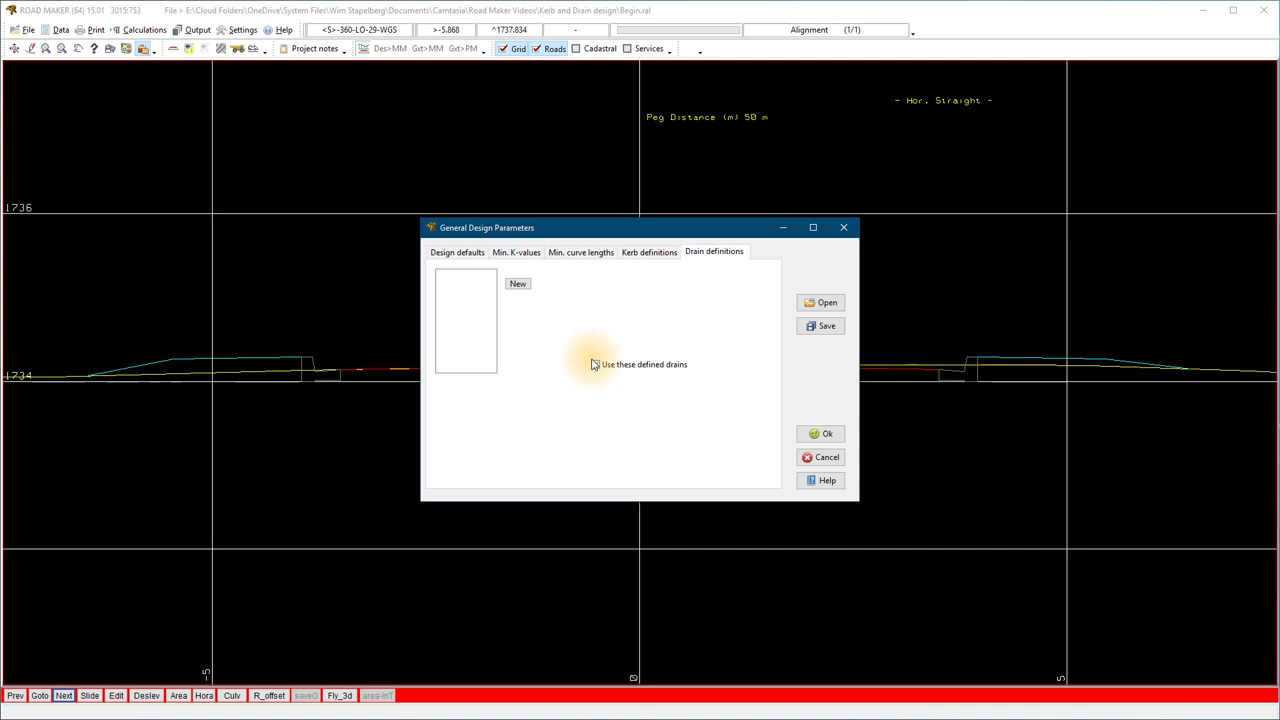 ROAD MAKER (64) 15.01 3015:753 File > E:\Cloud Folders\OneDrive\System Files\Wim Stapelberg\Documents\Camtasia\Road Maker Videos\Kerb and Drain design\Begin.ral
File Data Print Calculations Output Settings Help <S>-360-LO-29-WGS >-5.868 ^1737.834 - Alignment (1/1)
Project notes Des>MM Gxt>MM Gxt>PM Grid Roads Cadastral Services
- Hor. Straight -
Peg Distance (m) 50 m
1736
General Design Parameters
Design defaults Min. K-values Min. curve lengths Kerb definitions Drain definitions
New
Open
Save
Use these defined drains
1734
Ok
Cancel
Help
-5 0 5
Prev Goto Next Slide Edit Deslev Area Hora Culv R_offset saveO Fly_3d area-inT